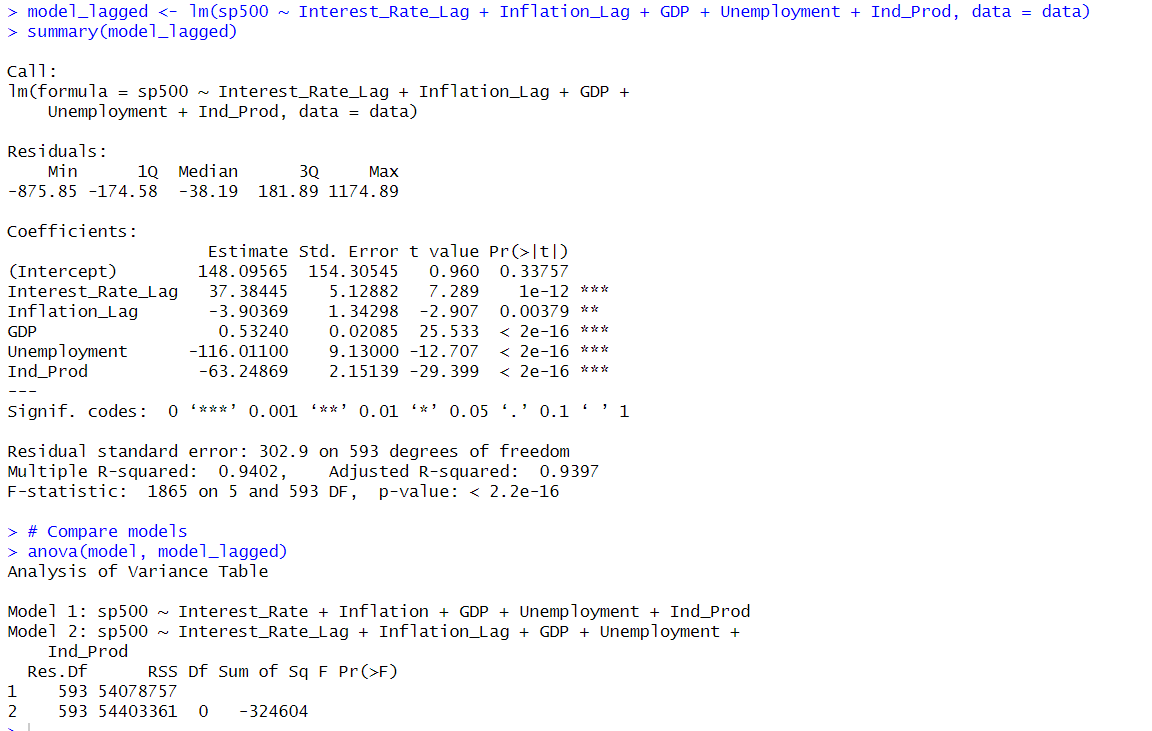 > model_lagged <- lm(sp500 ~ Interest_Rate_Lag + Inflation_Lag + GDP + Unemployment + Ind_Prod, data = data)
> summary(model_lagged)

Call:
lm(formula = sp500 ~ Interest_Rate_Lag + Inflation_Lag + GDP +
    Unemployment + Ind_Prod, data = data)

Residuals:
    Min      1Q  Median      3Q     Max
-875.85 -174.58  -38.19  181.89 1174.89

Coefficients:
                    Estimate Std. Error t value Pr(>|t|)
(Intercept)        148.09565  154.30545   0.960  0.33757
Interest_Rate_Lag   37.38445    5.12882   7.289    1e-12 ***
Inflation_Lag       -3.90369    1.34298  -2.907  0.00379 **
GDP                  0.53240    0.02085  25.533  < 2e-16 ***
Unemployment      -116.01100    9.13000 -12.707  < 2e-16 ***
Ind_Prod           -63.24869    2.15139 -29.399  < 2e-16 ***
---
Signif. codes:  0 ‘***’ 0.001 ‘**’ 0.01 ‘*’ 0.05 ‘.’ 0.1 ‘ ’ 1

Residual standard error: 302.9 on 593 degrees of freedom
Multiple R-squared:  0.9402,	Adjusted R-squared:  0.9397
F-statistic:  1865 on 5 and 593 DF,  p-value: < 2.2e-16

> # Compare models
> anova(model, model_lagged)
Analysis of Variance Table

Model 1: sp500 ~ Interest_Rate + Inflation + GDP + Unemployment + Ind_Prod
Model 2: sp500 ~ Interest_Rate_Lag + Inflation_Lag + GDP + Unemployment +
    Ind_Prod
  Res.Df      RSS Df Sum of Sq F Pr(>F)
1    593 54078757
2    593 54403361  0   -324604
>